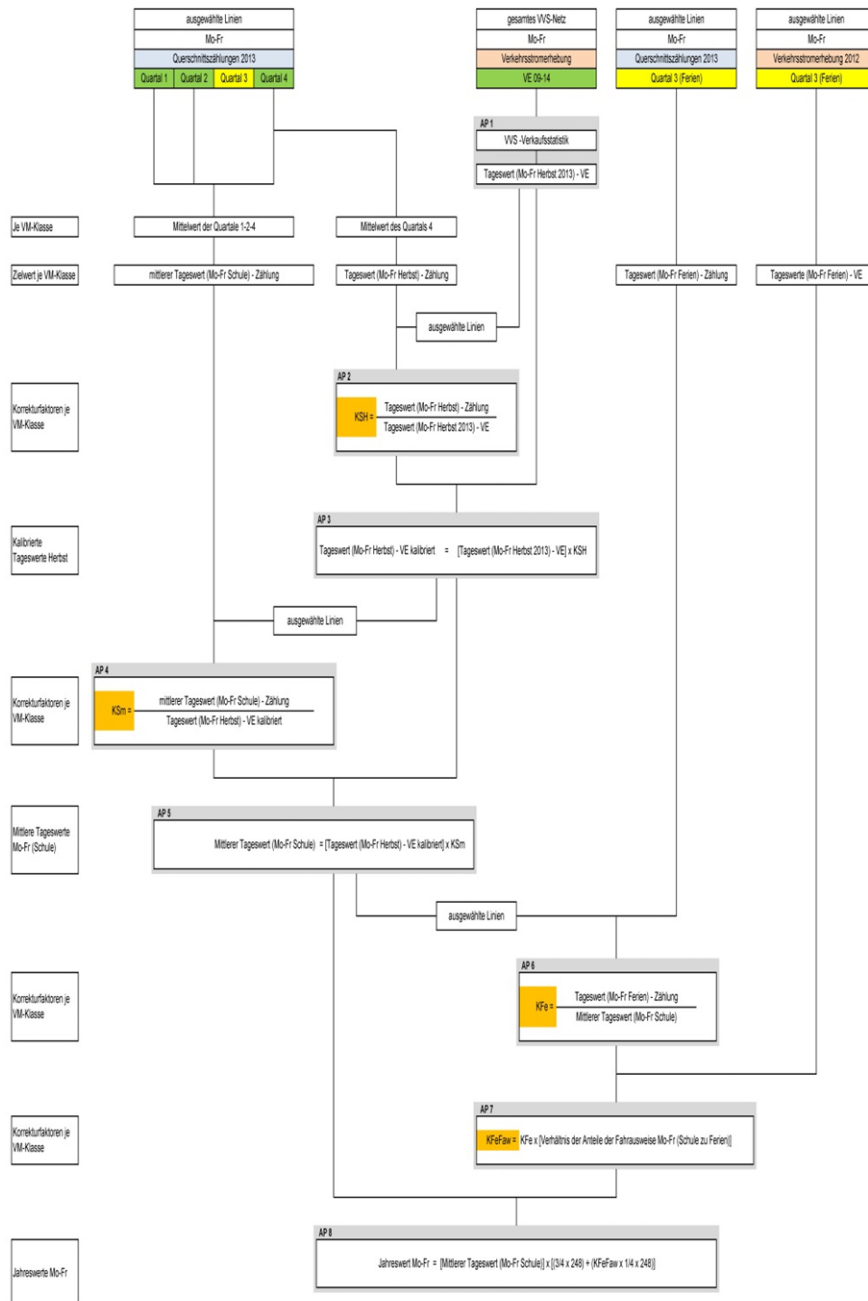 ausgewählte Linien
Mo-Fr
Querschnittszählungen 2013
Quartal 1 Quartal 2 Quartal 3 Quartal 4
gesamtes VVS-Netz
Mo-Fr
Verkehrsstromerhebung
VE 09-14
ausgewählte Linien
Mo-Fr
Querschnittszählungen 2013
Quartal 3 (Ferien)
ausgewählte Linien
Mo-Fr
Verkehrsstromerhebung 2012
Quartal 3 (Ferien)
AP 1
VVS -Verkaufsstatistik
Tageswert (Mo-Fr Herbst 2013) - VE
Je VM-Klasse
Mittelwert der Quartale 1-2-4
Mittelwert des Quartals 4
Zielwert je VM-Klasse
mittlerer Tageswert (Mo-Fr Schule) - Zählung
Tageswert (Mo-Fr Herbst) - Zählung
Tageswert (Mo-Fr Ferien) - Zählung
Tageswerte (Mo-Fr Ferien) - VE
ausgewählte Linien
AP 2
Korrekturfaktoren je
VM-Klasse
KSH =
Tageswert (Mo-Fr Herbst) - Zählung
Tageswert (Mo-Fr Herbst 2013) - VE
AP 3
Kalibrierte
Tageswerte Herbst
Tageswert (Mo-Fr Herbst) - VE kalibriert = [Tageswert (Mo-Fr Herbst 2013) - VE] x KSH
ausgewählte Linien
AP 4
Korrekturfaktoren je
VM-Klasse
KSm =
mittlerer Tageswert (Mo-Fr Schule) - Zählung
Tageswert (Mo-Fr Herbst) - VE kalibriert
AP 5
Mittlere Tageswerte
Mo-Fr (Schule)
Mittlerer Tageswert (Mo-Fr Schule) = [Tageswert (Mo-Fr Herbst) - VE kalibriert] x KSm
ausgewählte Linien
AP 6
Korrekturfaktoren je
VM-Klasse
KFe =
Tageswert (Mo-Fr Ferien) - Zählung
Mittlerer Tageswert (Mo-Fr Schule)
AP 7
Korrekturfaktoren je
VM-Klasse
KFeFaw = KFe x [Verhältnis der Anteile der Fahrausweise Mo-Fr (Schule zu Ferien)]
AP 8
Jahreswerte Mo-Fr
Jahreswert Mo-Fr = [Mittlerer Tageswert (Mo-Fr Schule)] x [(3/4 x 248) + (KFeFaw x 1/4 x 248)]